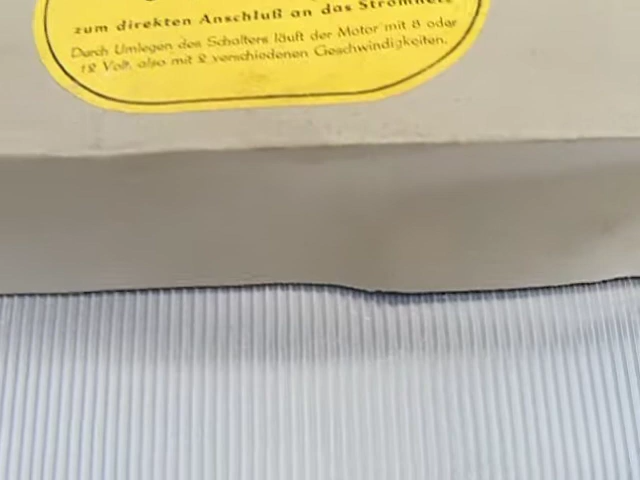 zum direkten Anschluß an das Stromnetz
Durch Umlegen des Schalters läuft der Motor mit 8 oder
12 Volt, also mit 2 verschiedenen Geschwindigkeiten.